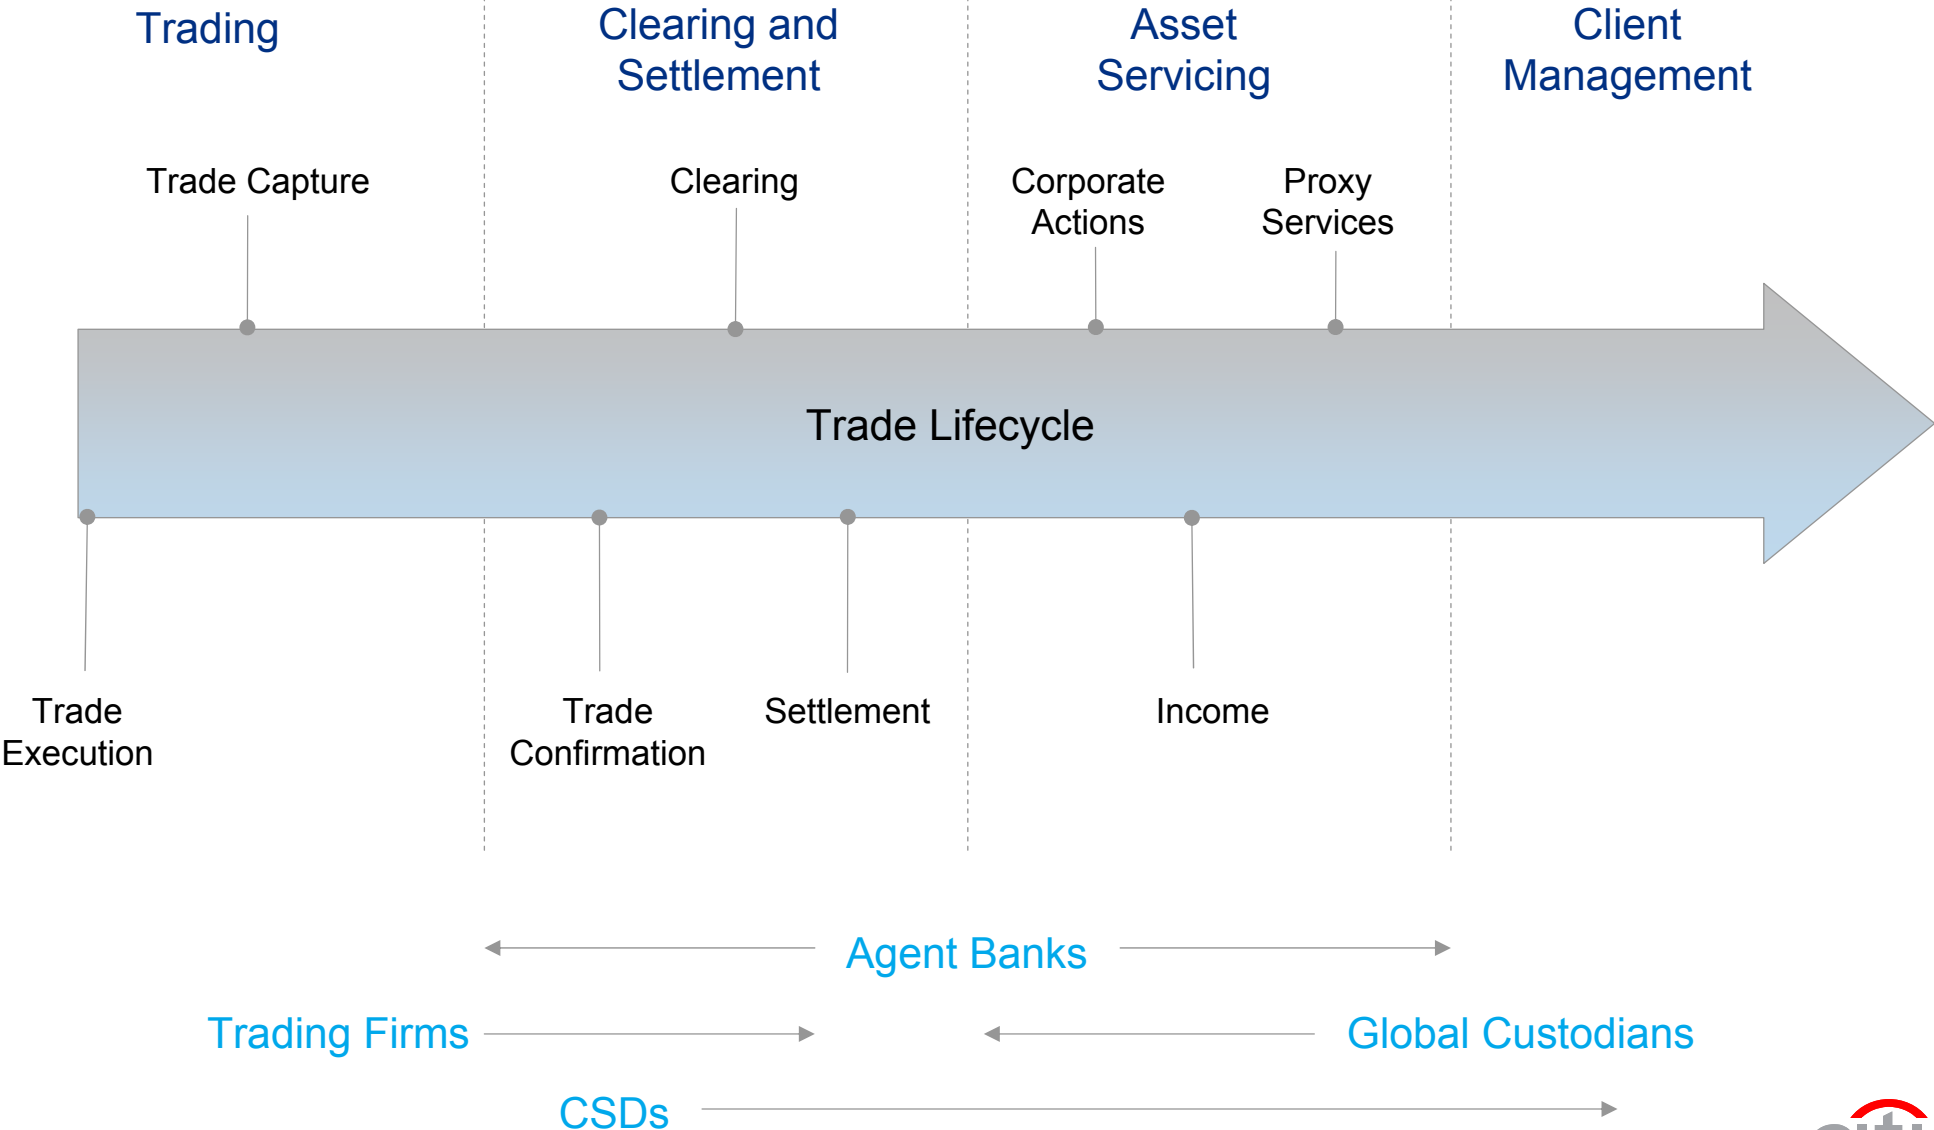 Trading
Clearing and
Settlement
Asset
Servicing
Client
Management
Trade Capture
Clearing
Corporate
Actions
Proxy
Services
Trade Lifecycle
Trade
Execution
Trade
Confirmation
Settlement
Income
Agent Banks
Trading Firms
Global Custodians
CSDs
citi